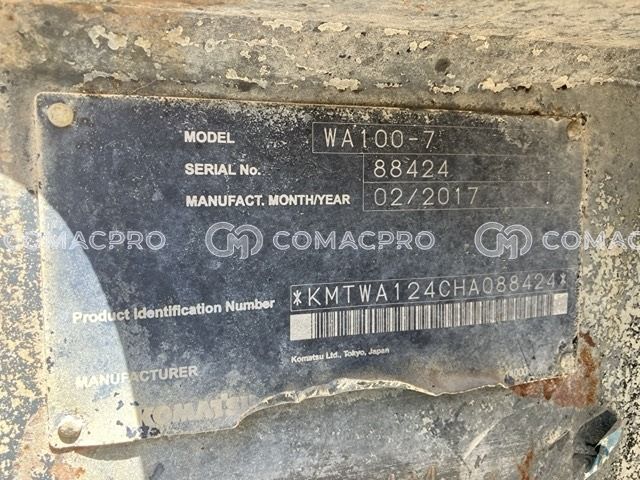 MODEL WA100-7
SERIAL No. 88424
MANUFACT. MONTH/YEAR 02/2017
COMACPRO COMACPRO
Product Identification Number *KMTWA124CHA088424*
Komatsu Ltd., Tokyo, Japan
MANUFACTURER
KOMATSU